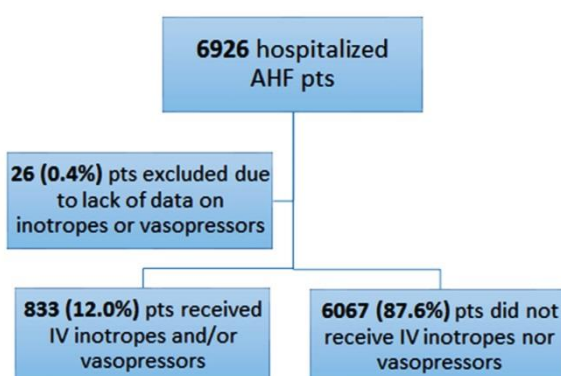 6926 hospitalized
AHF pts
26 (0.4%) pts excluded due
to lack of data on
inotropes or vasopressors
833 (12.0%) pts received
IV inotropes and/or
vasopressors
6067 (87.6%) pts did not
receive IV inotropes nor
vasopressors